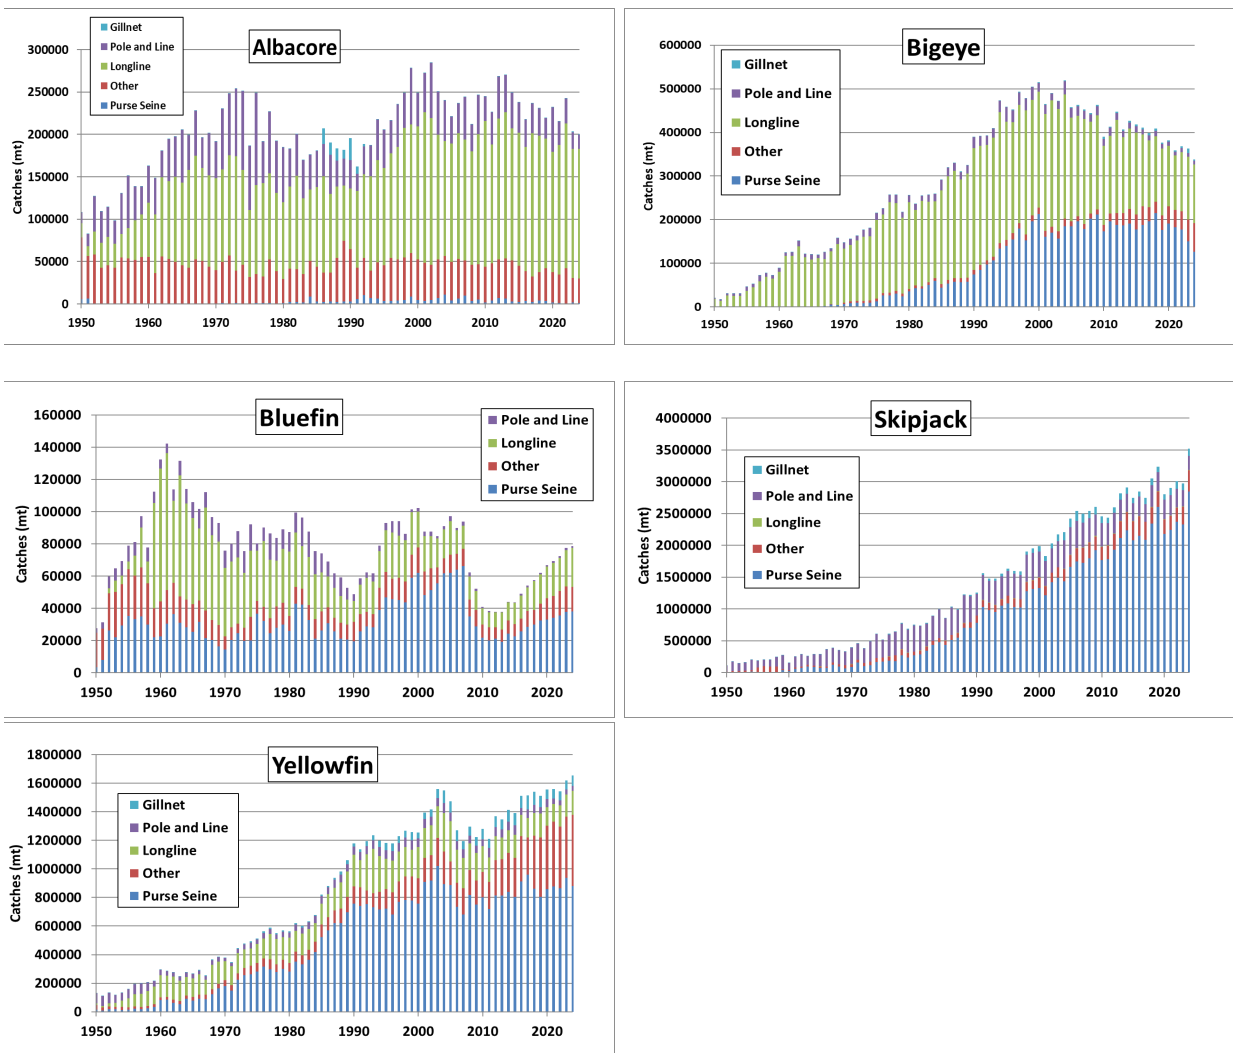 Albacore
Gillnet
Pole and Line
Longline
Other
Purse Seine
Catches (mt)
300000
250000
200000
150000
100000
50000
0
1950 1960 1970 1980 1990 2000 2010 2020
Bigeye
Gillnet
Pole and Line
Longline
Other
Purse Seine
Catches (mt)
600000
500000
400000
300000
200000
100000
0
1950 1960 1970 1980 1990 2000 2010 2020
Bluefin
Pole and Line
Longline
Other
Purse Seine
Catches (mt)
160000
140000
120000
100000
80000
60000
40000
20000
0
1950 1960 1970 1980 1990 2000 2010 2020
Skipjack
Gillnet
Pole and Line
Longline
Other
Purse Seine
Catches (mt)
4000000
3500000
3000000
2500000
2000000
1500000
1000000
500000
0
1950 1960 1970 1980 1990 2000 2010 2020
Yellowfin
Gillnet
Pole and Line
Longline
Other
Purse Seine
Catches (mt)
1800000
1600000
1400000
1200000
1000000
800000
600000
400000
200000
0
1950 1960 1970 1980 1990 2000 2010 2020